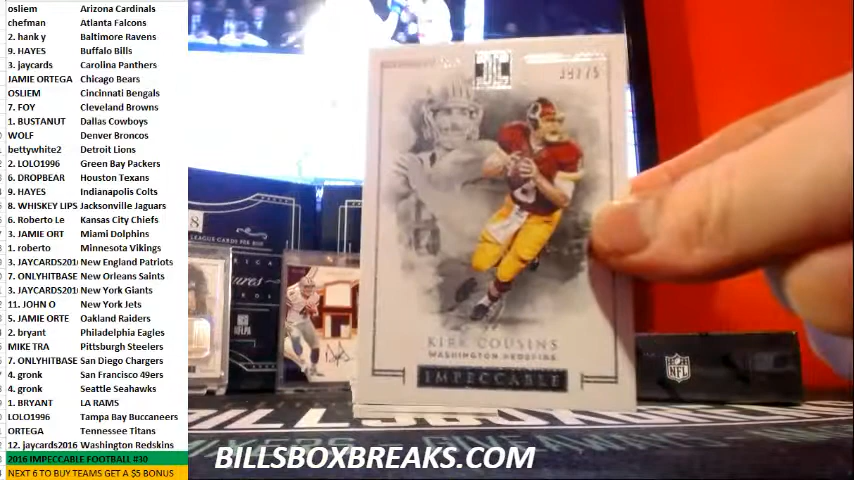 osliem Arizona Cardinals
chefman Atlanta Falcons
2. hank y Baltimore Ravens
9. HAYES Buffalo Bills
3. jaycards Carolina Panthers
JAMIE ORTEGA Chicago Bears
OSLIEM Cincinnati Bengals
7. FOY Cleveland Browns
1. BUSTANUT Dallas Cowboys
WOLF Denver Broncos
bettywhite2 Detroit Lions
2. LOLO1996 Green Bay Packers
6. DROPBEAR Houston Texans
9. HAYES Indianapolis Colts
8. WHISKEY LIPS Jacksonville Jaguars
6. Roberto Le Kansas City Chiefs
3. JAMIE ORT Miami Dolphins
1. roberto Minnesota Vikings
3. JAYCARDS201 New England Patriots
7. ONLYHITBASE New Orleans Saints
3. JAYCARDS201 New York Giants
11. JOHN O New York Jets
5. JAMIE ORTE Oakland Raiders
2. bryant Philadelphia Eagles
MIKE TRA Pittsburgh Steelers
7. ONLYHITBASE San Diego Chargers
4. gronk San Francisco 49ers
4. gronk Seattle Seahawks
1. BRYANT LA RAMS
LOLO1996 Tampa Bay Buccaneers
ORTEGA Tennessee Titans
12. jaycards2016 Washington Redskins
2016 IMPECCABLE FOOTBALL #30
NEXT 6 TO BUY TEAMS GET A $5 BONUS
KIRK COUSINS
WASHINGTON REDSKINS
IMPECCABLE
NFL
BILLSBOXBREAKS.COM